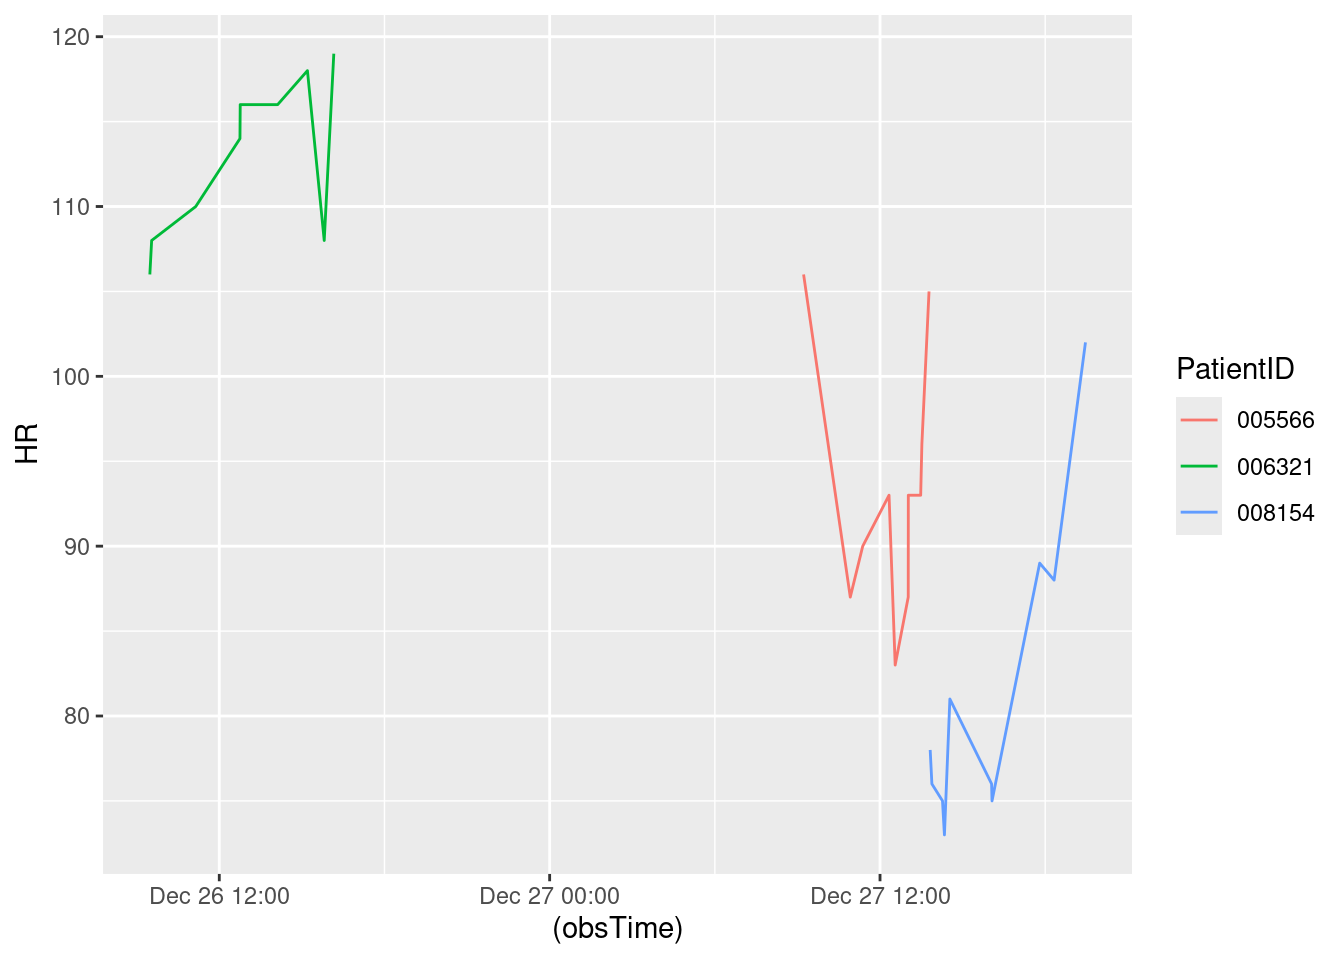 120
110
100
90
80
HR
Dec 26 12:00
Dec 27 00:00
Dec 27 12:00
(obsTime)
PatientID
005566
006321
008154